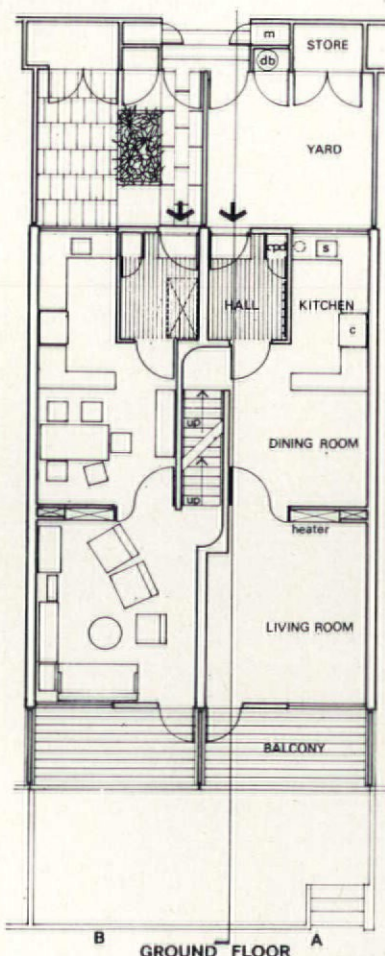 m
STORE
db
YARD
cpd
s
HALL
KITCHEN
c
up
DINING ROOM
up
heater
LIVING ROOM
BALCONY
B
A
GROUND FLOOR